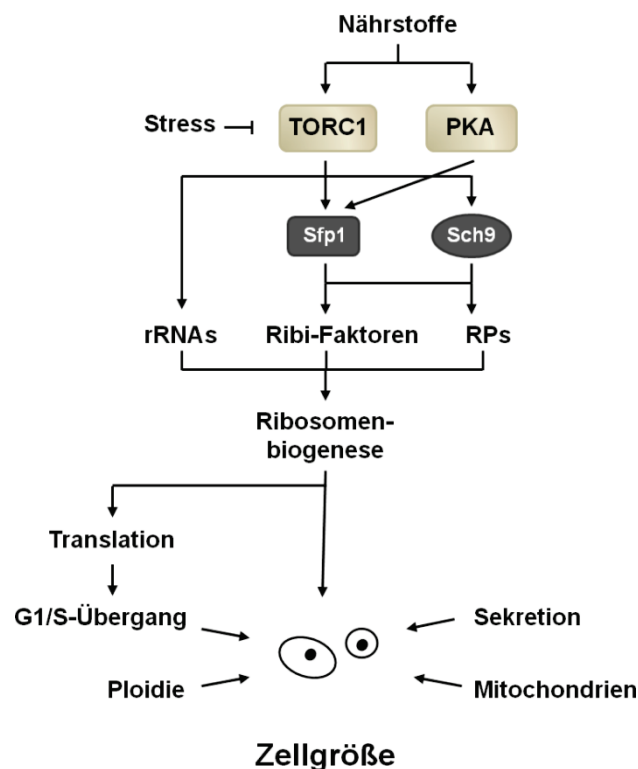 Nährstoffe
Stress
TORC1
PKA
Sfp1
Sch9
rRNAs
Ribi-Faktoren
RPs
Ribosomen-
biogenese
Translation
G1/S-Übergang
Sekretion
Ploidie
Mitochondrien
Zellgröße